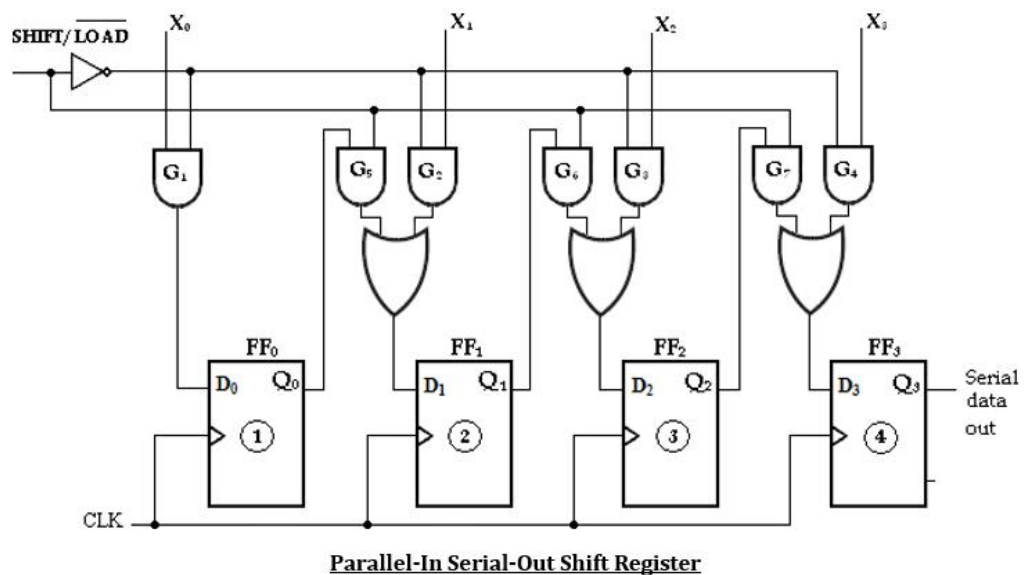 SHIFT/LOAD
X₀
X₁
X₂
X₃
G₁
G₅
G₂
G₆
G₃
G₇
G₄
FF₀
FF₁
FF₂
FF₃
D₀ Q₀
D₁ Q₁
D₂ Q₂
D₃ Q₃
Serial
data
out
1
2
3
4
CLK
Parallel-In Serial-Out Shift Register